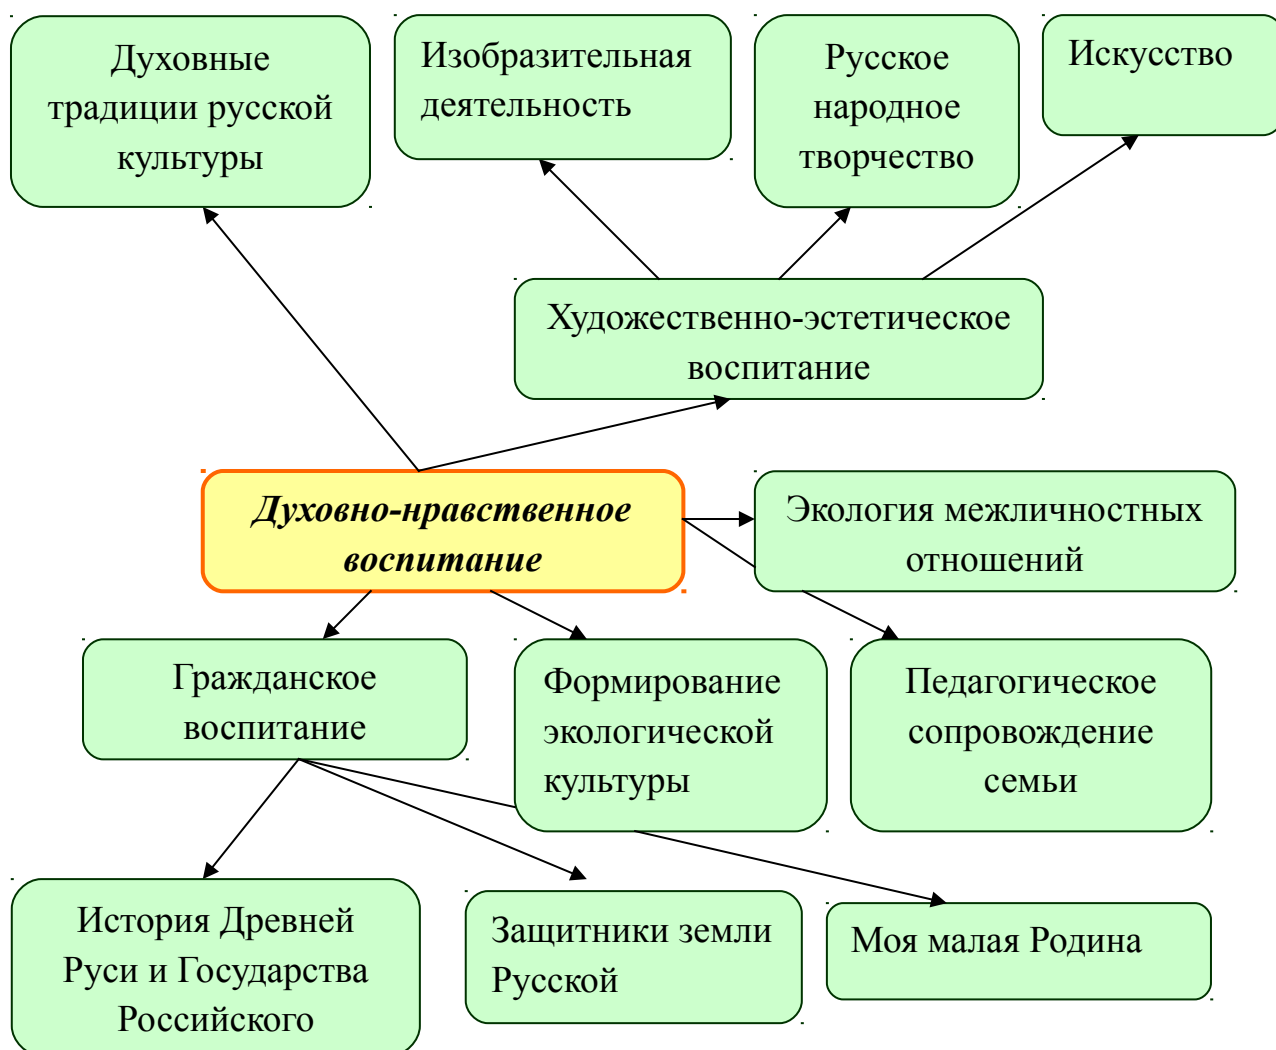 Духовные
традиции русской
культуры
Изобразительная
деятельность
Русское
народное
творчество
Искусство
Художественно-эстетическое
воспитание
Духовно-нравственное
воспитание
Экология межличностных
отношений
Гражданское
воспитание
Формирование
экологической
культуры
Педагогическое
сопровождение
семьи
История Древней
Руси и Государства
Российского
Защитники земли
Русской
Моя малая Родина